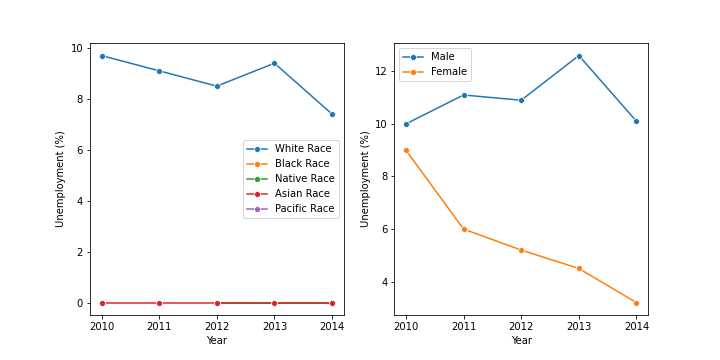 10
8
6
4
2
0
Unemployment (%)
2010 2011 2012 2013 2014
Year
White Race
Black Race
Native Race
Asian Race
Pacific Race
12
10
8
6
4
Unemployment (%)
2010 2011 2012 2013 2014
Year
Male
Female